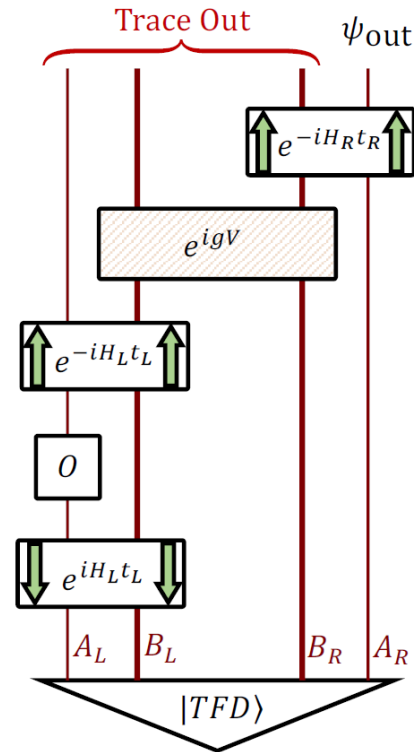 Trace Out
ψ_out
e^{-iH_R t_R}
e^{igV}
e^{-iH_L t_L}
O
e^{iH_L t_L}
A_L B_L B_R A_R
|TFD⟩